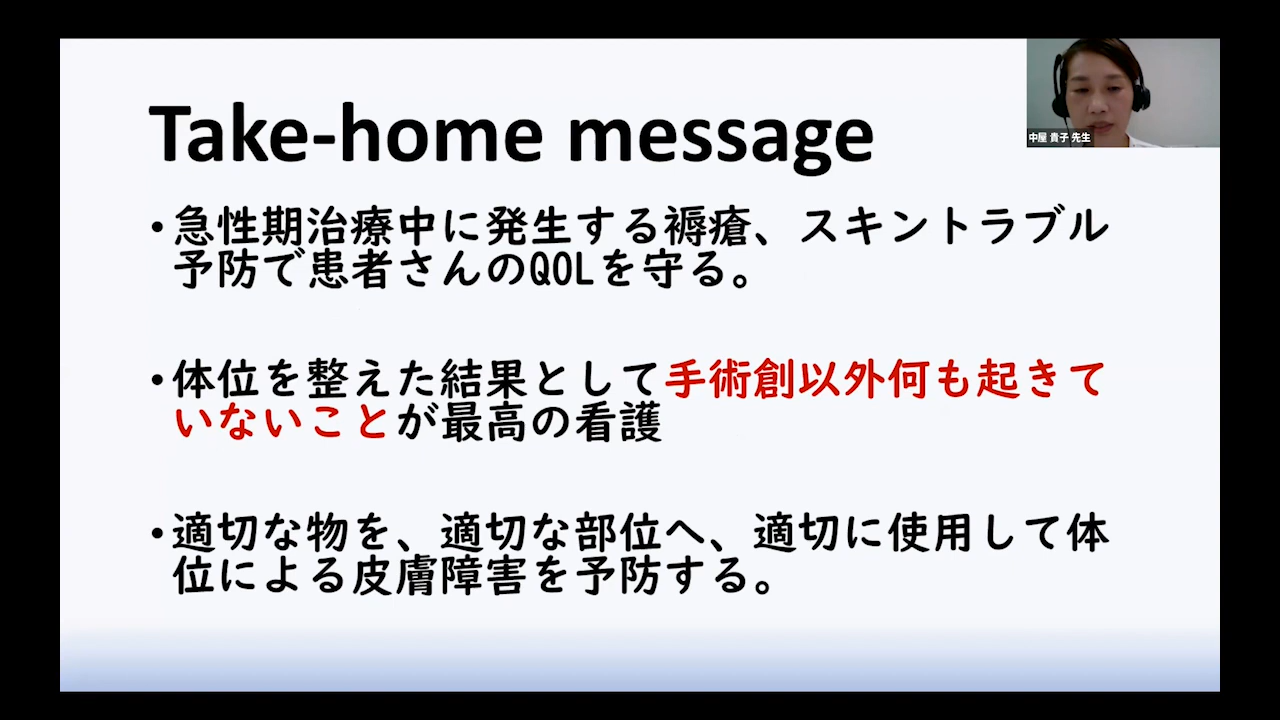 Take-home message
•急性期治療中に発生する褥瘡、スキントラブル
予防で患者さんのQOLを守る。
•体位を整えた結果として手術創以外何も起きて
いないことが最高の看護
•適切な物を、適切な部位へ、適切に使用して体
位による皮膚障害を予防する。
中屋 貴子 先生